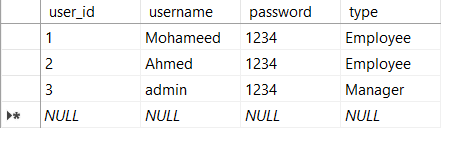 user_id username password type
1 Mohameed 1234 Employee
2 Ahmed 1234 Employee
3 admin 1234 Manager
NULL NULL NULL NULL